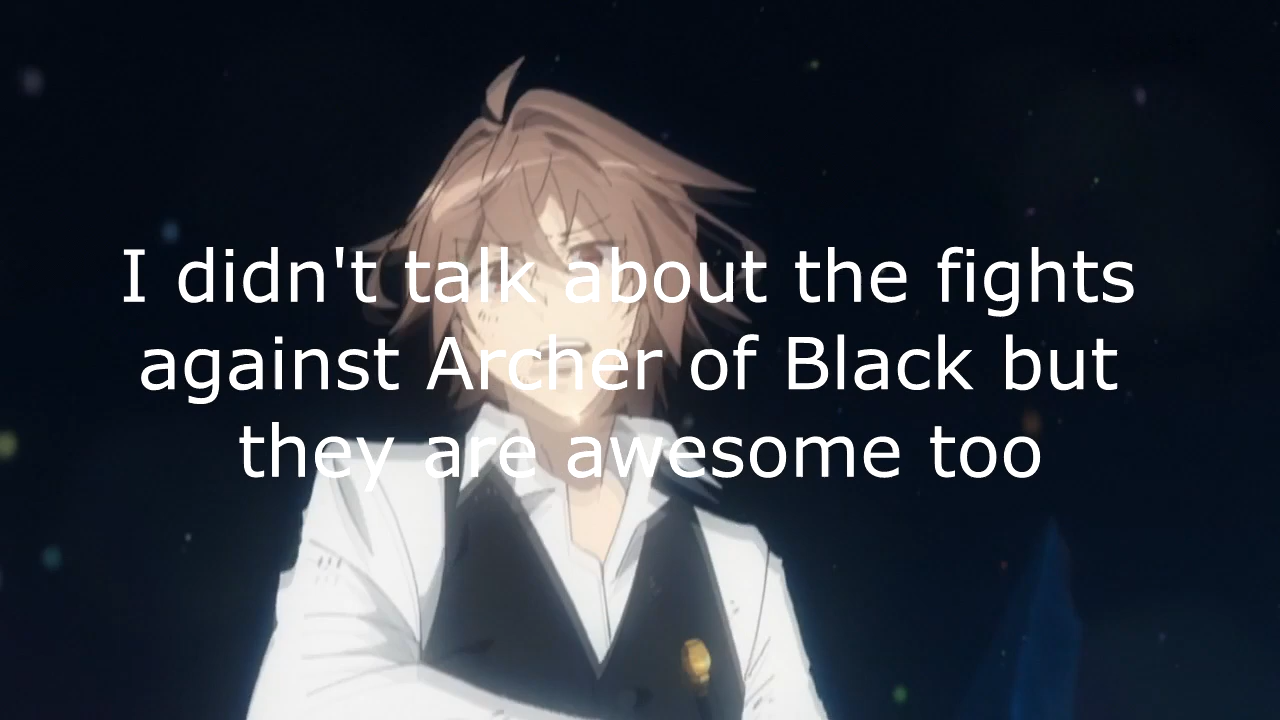 I didn't talk about the fights
against Archer of Black but
they are awesome too